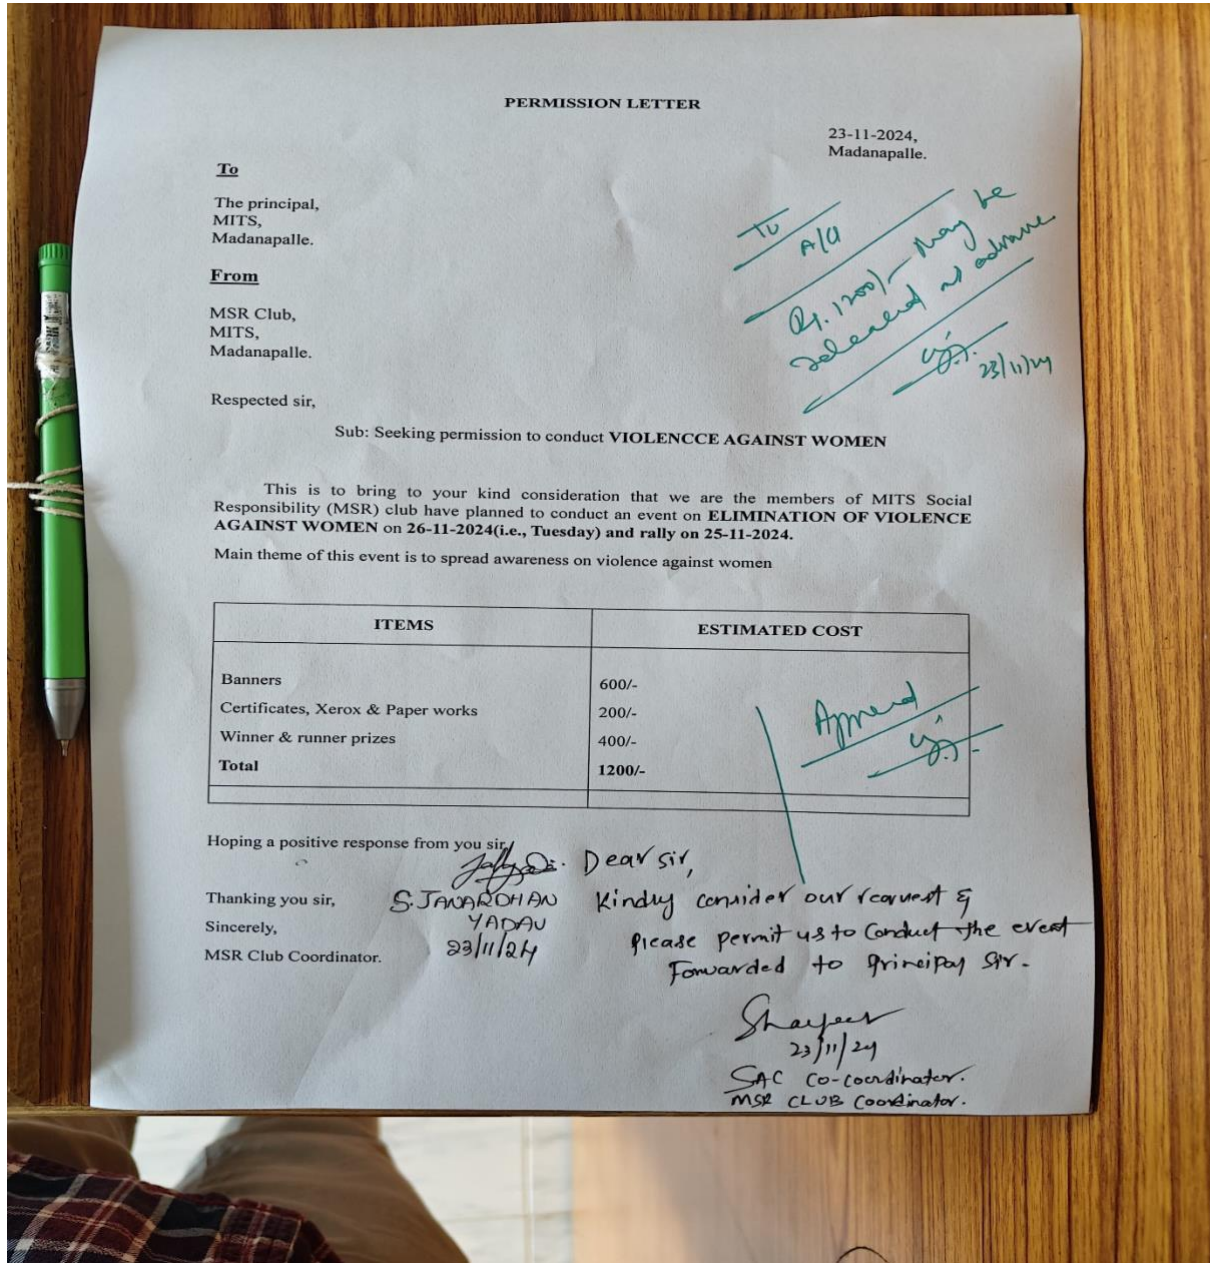 PERMISSION LETTER
23-11-2024,
Madanapalle.
To
The principal,
MITS,
Madanapalle.
From
MSR Club,
MITS,
Madanapalle.
To
A/C
Rs. 1200/- may be
released as advance
23/11/24
Respected sir,
Sub: Seeking permission to conduct VIOLENCCE AGAINST WOMEN
This is to bring to your kind consideration that we are the members of MITS Social
Responsibility (MSR) club have planned to conduct an event on ELIMINATION OF VIOLENCE
AGAINST WOMEN on 26-11-2024(i.e., Tuesday) and rally on 25-11-2024.
Main theme of this event is to spread awareness on violence against women
ITEMS ESTIMATED COST
Banners 600/-
Certificates, Xerox & Paper works 200/-
Winner & runner prizes 400/-
Total 1200/-
Approved
Hoping a positive response from you sir,
Thanking you sir,
Sincerely,
MSR Club Coordinator.
S. JANARDHAN
YADAV
23/11/24
Dear sir,
Kindly consider our request &
please permit us to conduct the event
Forwarded to principal sir.
23/11/24
SAC Co-coordinator.
MSR CLUB Coordinator.